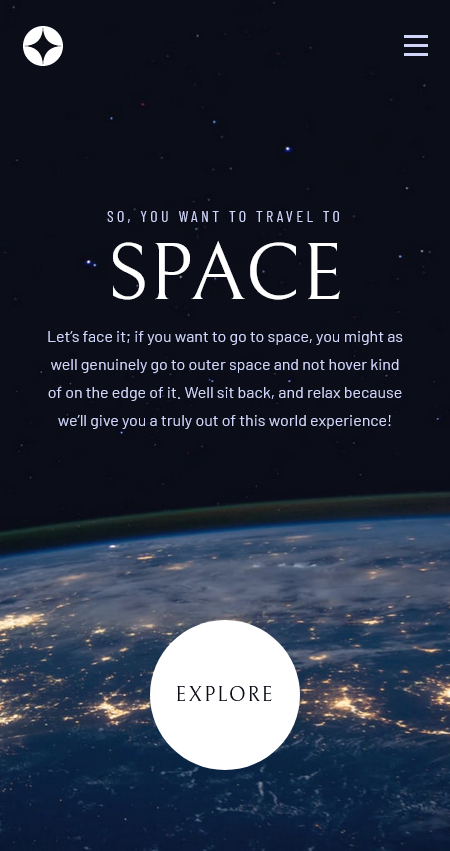 SO, YOU WANT TO TRAVEL TO
SPACE
Let’s face it; if you want to go to space, you might as
well genuinely go to outer space and not hover kind
of on the edge of it. Well sit back, and relax because
we’ll give you a truly out of this world experience!
EXPLORE